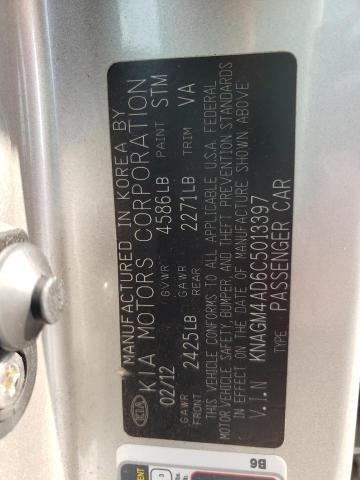 MANUFACTURED IN KOREA BY
KIA
KIA MOTORS CORPORATION
02/12
GVWR 4586LB PAINT STM
GAWR FRONT 2425LB GAWR REAR 2271LB TRIM VA
THIS VEHICLE CONFORMS TO ALL APPLICABLE U.S.A. FEDERAL
MOTOR VEHICLE SAFETY, BUMPER, AND THEFT PREVENTION STANDARDS
IN EFFECT ON THE DATE OF MANUFACTURE SHOWN ABOVE
V.I.N KNAGM4AD6C5013397
TYPE PASSENGER CAR
B6